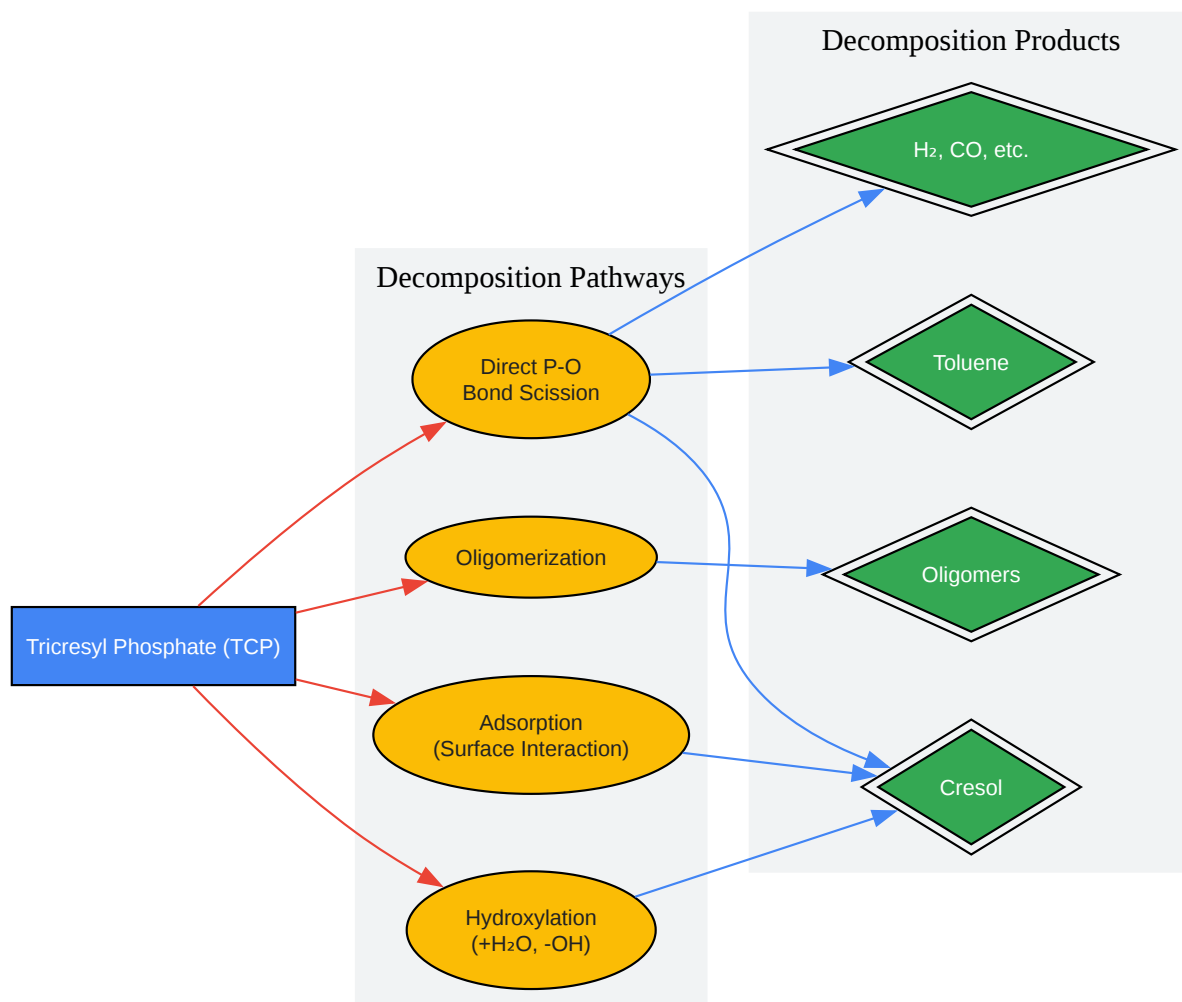 Decomposition Products
H₂, CO, etc.
Decomposition Pathways
Toluene
Direct P-O
Bond Scission
Oligomerization
Oligomers
Tricresyl Phosphate (TCP)
Adsorption
(Surface Interaction)
Cresol
Hydroxylation
(+H₂O, -OH)